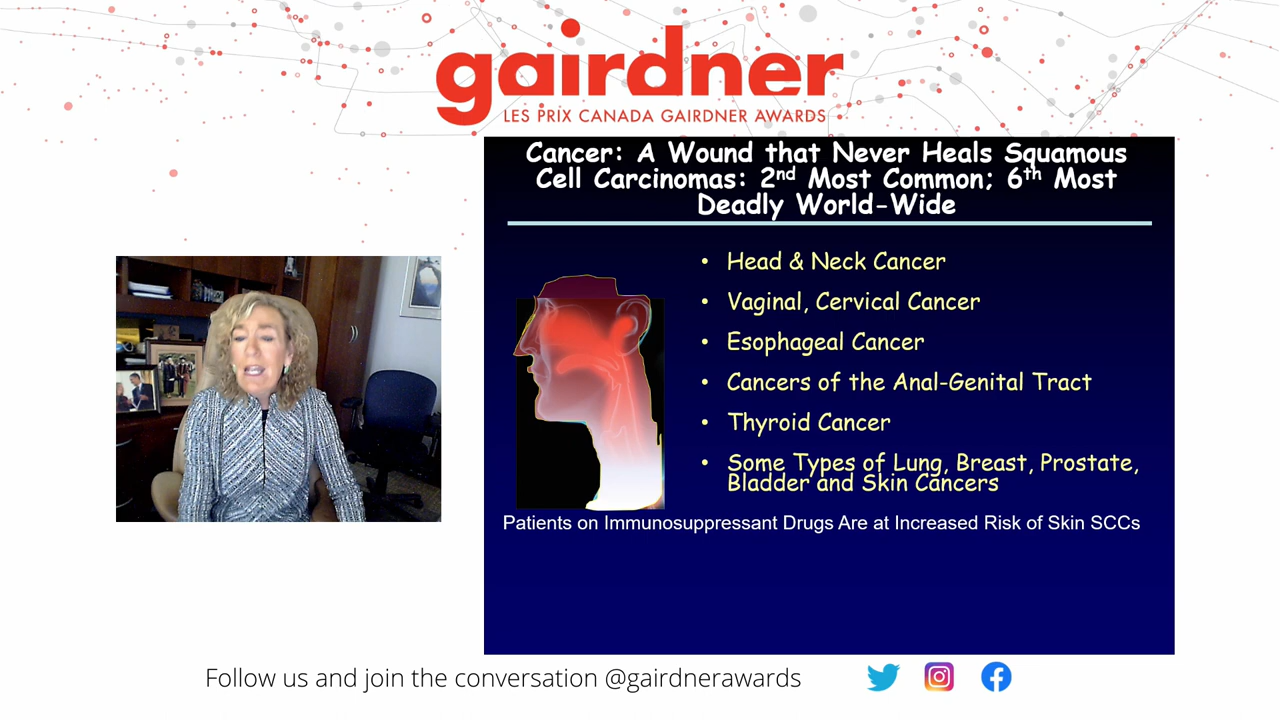 gairdner
LES PRIX CANADA GAIRDNER AWARDS
Cancer: A Wound that Never Heals Squamous
Cell Carcinomas: 2nd Most Common; 6th Most
Deadly World-Wide
• Head & Neck Cancer
• Vaginal, Cervical Cancer
• Esophageal Cancer
• Cancers of the Anal-Genital Tract
• Thyroid Cancer
• Some Types of Lung, Breast, Prostate,
Bladder and Skin Cancers
Patients on Immunosuppressant Drugs Are at Increased Risk of Skin SCCs
Follow us and join the conversation @gairdnerawards